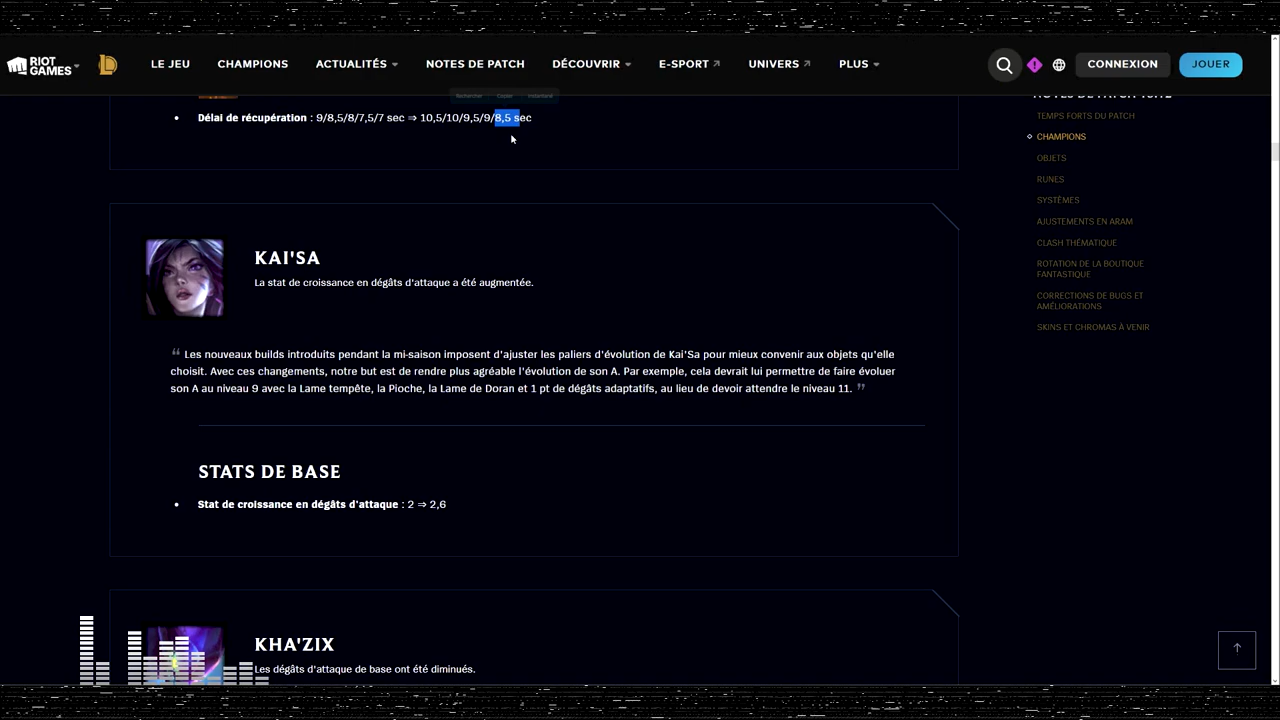 RIOT GAMES
LE JEU
CHAMPIONS
ACTUALITÉS
NOTES DE PATCH
DÉCOUVRIR
E-SPORT
UNIVERS
PLUS
CONNEXION
JOUER
Rechercher Copier
Délai de récupération : 9/8,5/8/7,5/7 sec ⇒ 10,5/10/9,5/9/8,5 sec
KAI'SA
La stat de croissance en dégâts d'attaque a été augmentée.
❝ Les nouveaux builds introduits pendant la mi-saison imposent d'ajuster les paliers d'évolution de Kai'Sa pour mieux convenir aux objets qu'elle
choisit. Avec ces changements, notre but est de rendre plus agréable l'évolution de son A. Par exemple, cela devrait lui permettre de faire évoluer
son A au niveau 9 avec la Lame tempête, la Pioche, la Lame de Doran et 1 pt de dégâts adaptatifs, au lieu de devoir attendre le niveau 11. ❞
STATS DE BASE
Stat de croissance en dégâts d'attaque : 2 ⇒ 2,6
KHA'ZIX
Les dégâts d'attaque de base ont été diminués.
TEMPS FORTS DU PATCH
CHAMPIONS
OBJETS
RUNES
SYSTÈMES
AJUSTEMENTS EN ARAM
CLASH THÉMATIQUE
ROTATION DE LA BOUTIQUE
FANTASTIQUE
CORRECTIONS DE BUGS ET
AMÉLIORATIONS
SKINS ET CHROMAS À VENIR